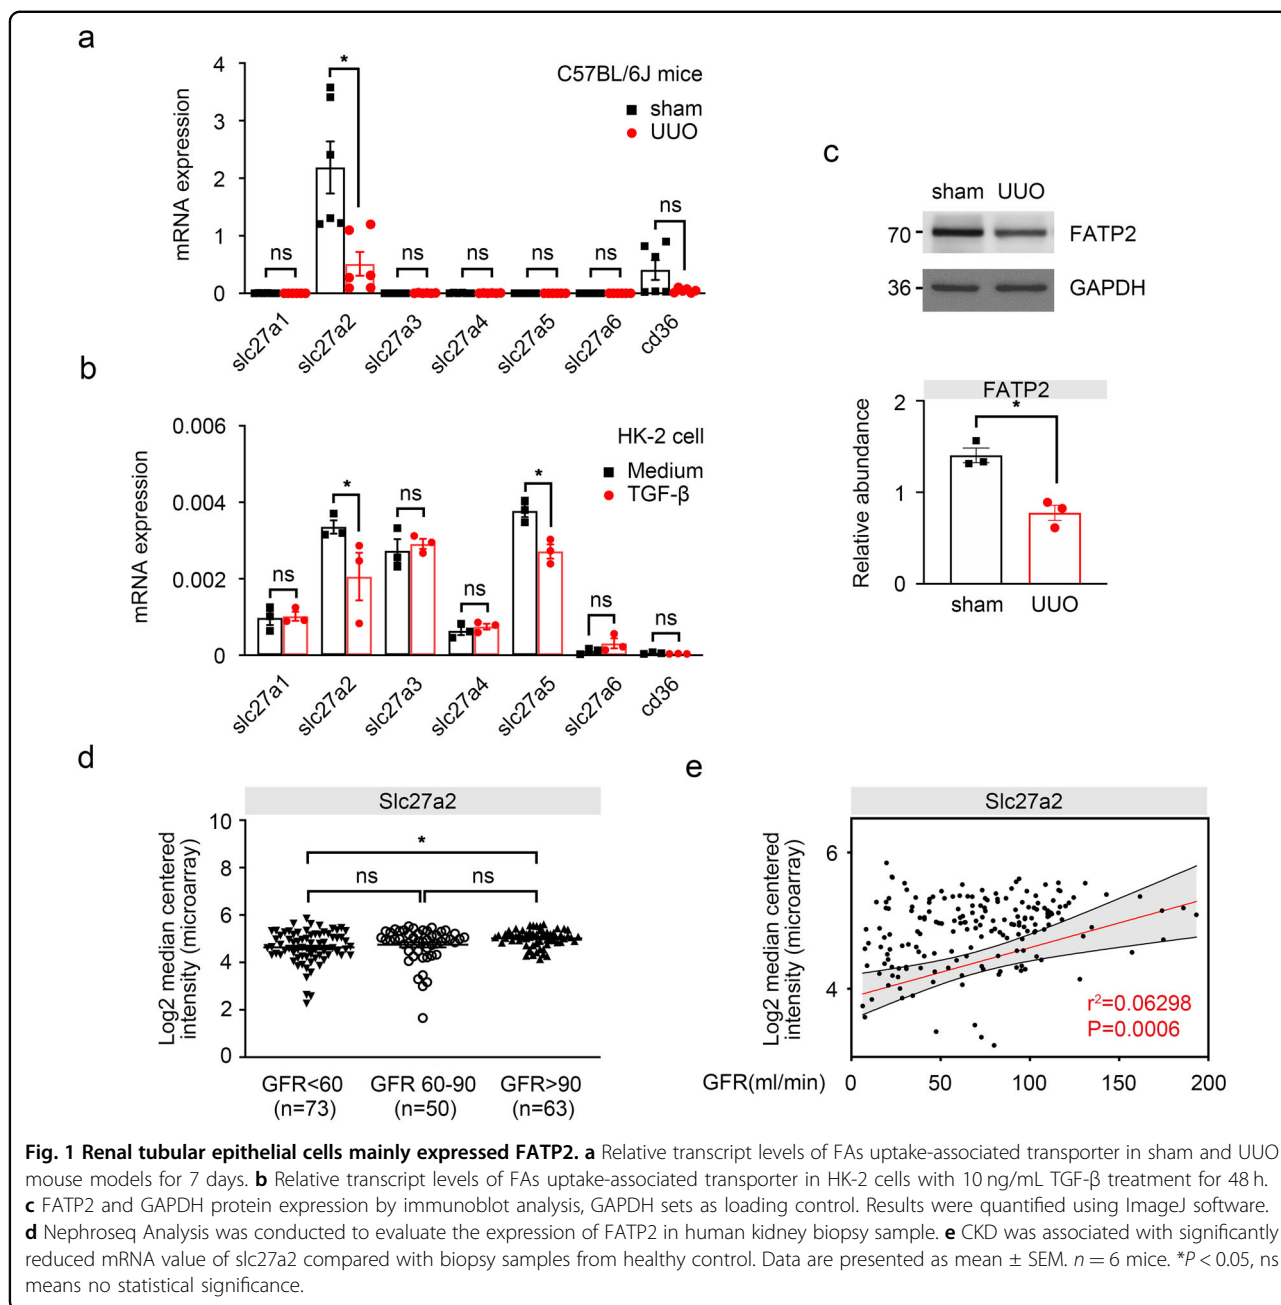 a
4
3
2
1
0
mRNA expression
C57BL/6J mice
sham
UUO
ns
*
ns
ns
ns
ns
ns
slc27a1
slc27a2
slc27a3
slc27a4
slc27a5
slc27a6
cd36
b
0.006
0.004
0.002
0
mRNA expression
HK-2 cell
Medium
TGF-β
ns
*
ns
ns
*
ns
ns
slc27a1
slc27a2
slc27a3
slc27a4
slc27a5
slc27a6
cd36
c
sham UUO
70 FATP2
36 GAPDH
FATP2
*
2
1
0
Relative abundance
sham UUO
d
Slc27a2
10
8
6
4
2
0
Log2 median centered
intensity (microarray)
*
ns ns
GFR<60 GFR 60-90 GFR>90
(n=73) (n=50) (n=63)
e
Slc27a2
6
4
Log2 median centered
intensity (microarray)
r²=0.06298
P=0.0006
GFR(ml/min) 0 50 100 150 200
Fig. 1 Renal tubular epithelial cells mainly expressed FATP2. a Relative transcript levels of FAs uptake-associated transporter in sham and UUO
mouse models for 7 days. b Relative transcript levels of FAs uptake-associated transporter in HK-2 cells with 10 ng/mL TGF-β treatment for 48 h.
c FATP2 and GAPDH protein expression by immunoblot analysis, GAPDH sets as loading control. Results were quantified using ImageJ software.
d Nephroseq Analysis was conducted to evaluate the expression of FATP2 in human kidney biopsy sample. e CKD was associated with significantly
reduced mRNA value of slc27a2 compared with biopsy samples from healthy control. Data are presented as mean ± SEM. n = 6 mice. *P < 0.05, ns
means no statistical significance.